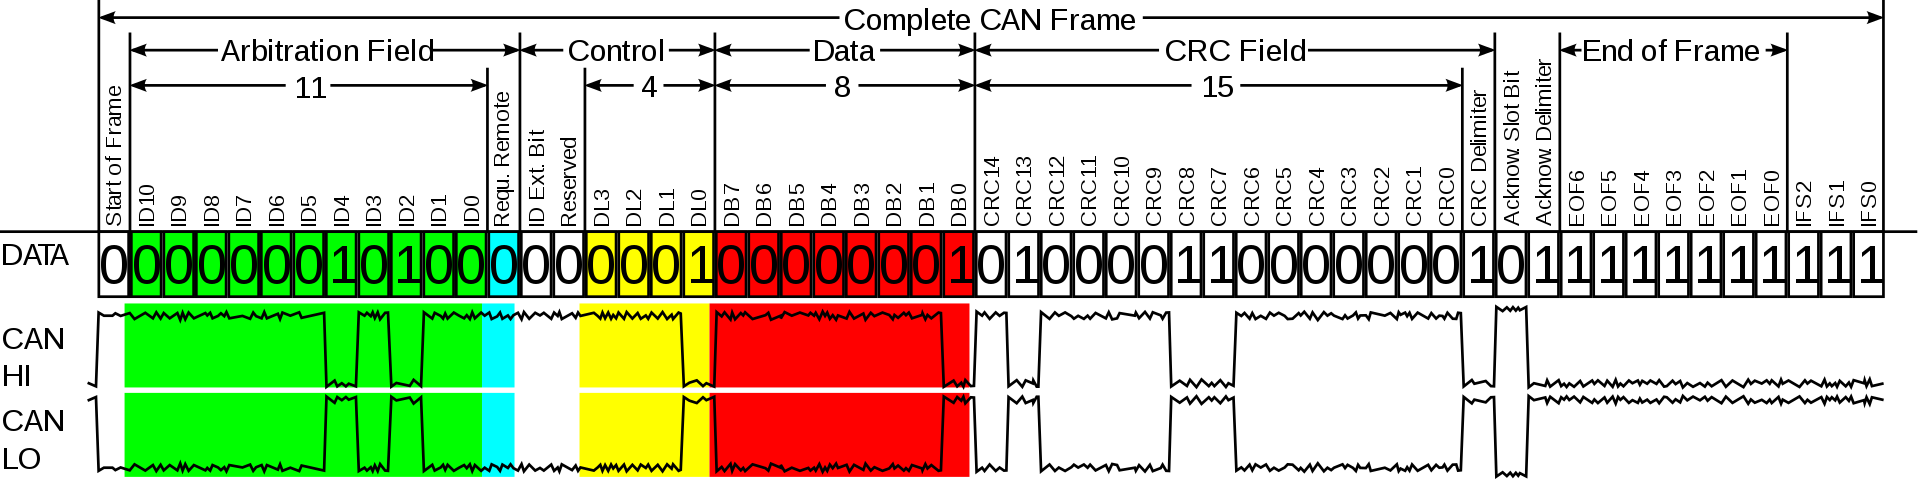 Complete CAN Frame
Arbitration Field
Control
Data
CRC Field
End of Frame
11
4
8
15
Start of Frame
ID10
ID9
ID8
ID7
ID6
ID5
ID4
ID3
ID2
ID1
ID0
Requ. Remote
ID Ext. Bit
Reserved
DL3
DL2
DL1
DL0
DB7
DB6
DB5
DB4
DB3
DB2
DB1
DB0
CRC14
CRC13
CRC12
CRC11
CRC10
CRC9
CRC8
CRC7
CRC6
CRC5
CRC4
CRC3
CRC2
CRC1
CRC0
CRC Delimiter
Acknow. Slot Bit
Acknow. Delimiter
EOF6
EOF5
EOF4
EOF3
EOF2
EOF1
EOF0
IFS2
IFS1
IFS0
DATA 0 0 0 0 0 0 0 1 0 1 0 0 0 0 0 0 0 0 1 0 0 0 0 0 0 0 1 0 1 0 0 0 0 1 1 0 0 0 0 0 0 0 1 0 1 1 1 1 1 1 1 1 1 1 1
CAN
HI
CAN
LO